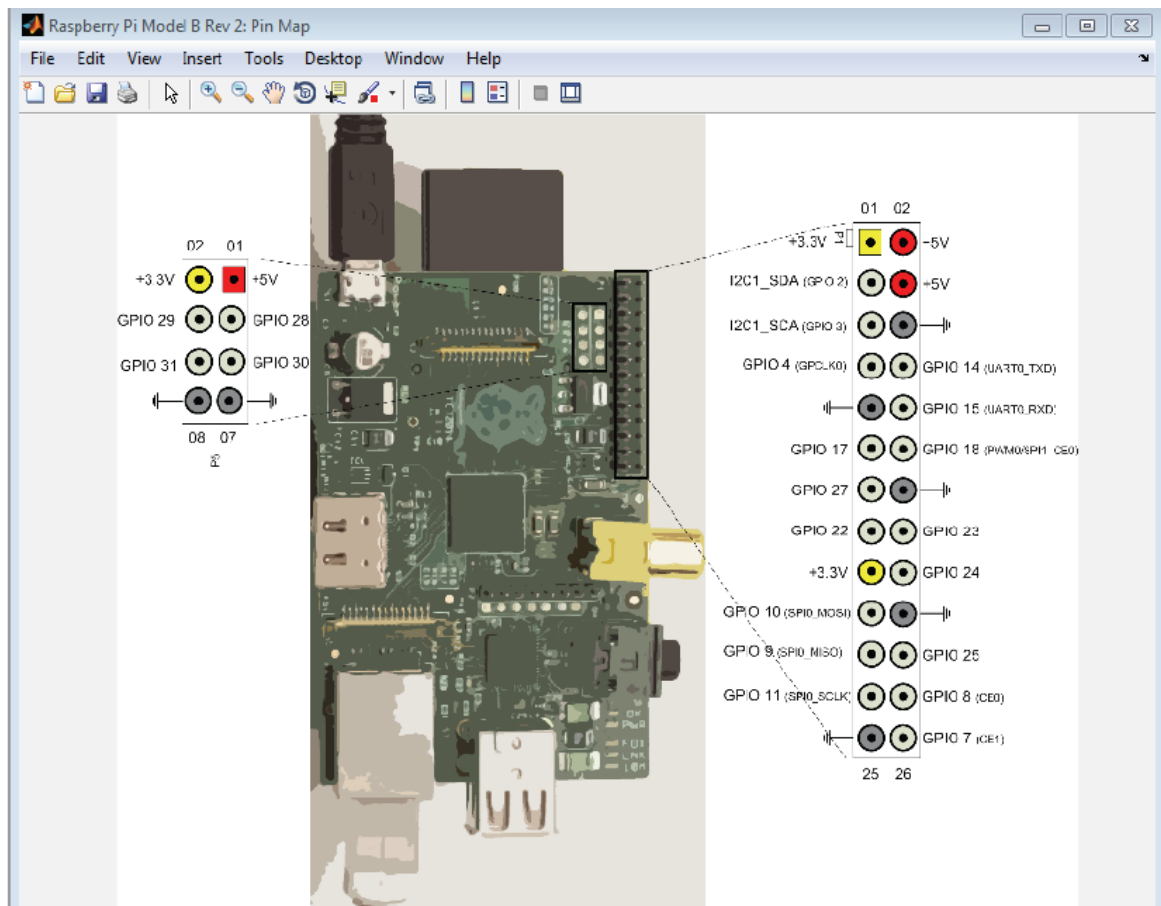 Raspberry Pi Model B Rev 2: Pin Map
File Edit View Insert Tools Desktop Window Help
02 01
+3 3V +5V
GPIO 29 GPIO 28
GPIO 31 GPIO 30
08 07
01 02
+3.3V P1 +5V
I2C1_SDA (GPIO 2) +5V
I2C1_SCA (GPIO 3)
GPIO 4 (GPCLK0) GPIO 14 (UART0_TXD)
GPIO 15 (UART0_RXD)
GPIO 17 GPIO 18 (PWM0/SPI1_CE0)
GPIO 27
GPIO 22 GPIO 23
+3.3V GPIO 24
GPIO 10 (SPI0_MOSI)
GPIO 9 (SPI0_MISO) GPIO 25
GPIO 11 (SPI0_SCLK) GPIO 8 (CE0)
GPIO 7 (CE1)
25 26